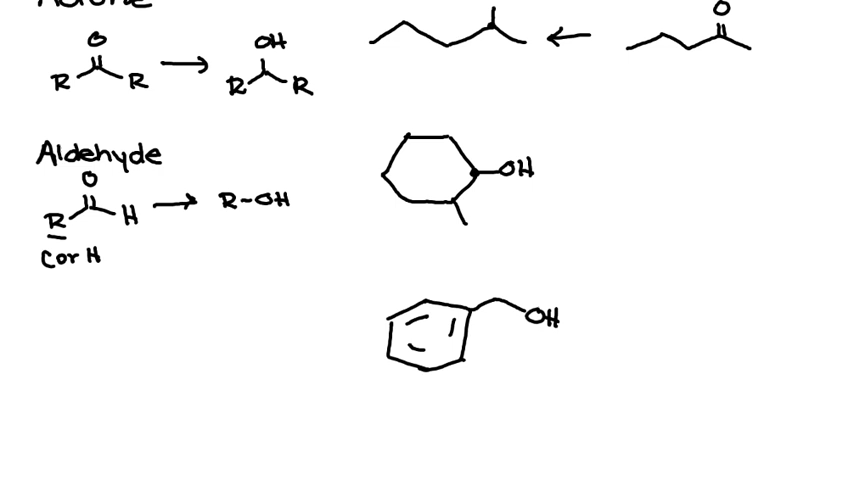 O
O OH
R R R R
Aldehyde
OH
O
R H R-OH
C or H
OH